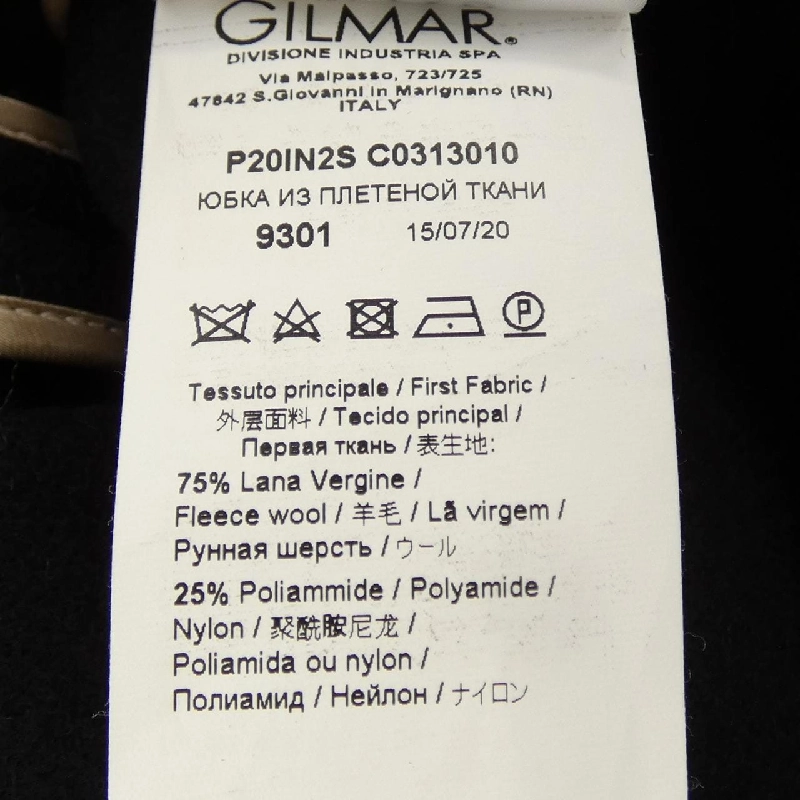 GILMAR®
DIVISIONE INDUSTRIA SPA
Via Malpasso, 723/725
47842 S.Giovanni in Marignano (RN)
ITALY
P20IN2S C0313010
ЮБКА ИЗ ПЛЕТЕНОЙ ТКАНИ
9301 15/07/20
P
Tessuto principale / First Fabric /
外层面料 / Tecido principal /
Первая ткань / 表生地:
75% Lana Vergine /
Fleece wool / 羊毛 / Lã virgem /
Рунная шерсть / ウール
25% Poliammide / Polyamide /
Nylon / 聚酰胺尼龙 /
Poliamida ou nylon /
Полиамид / Нейлон / ナイロン